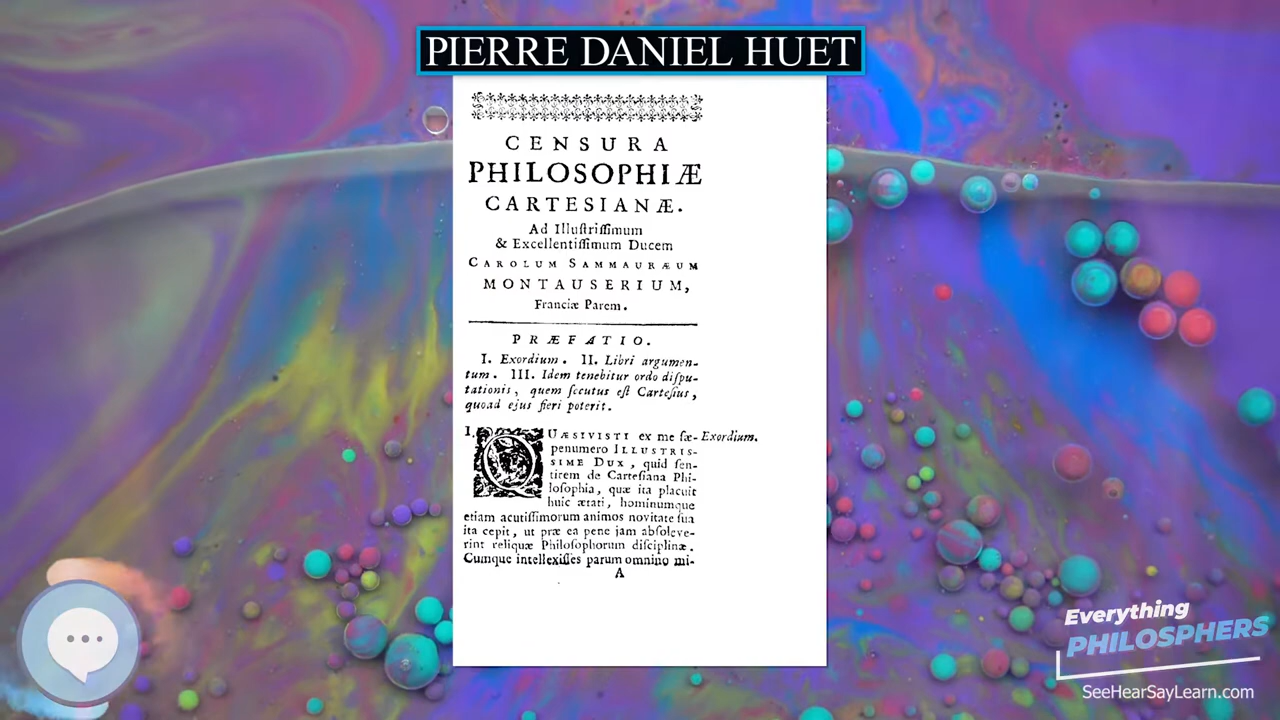 PIERRE DANIEL HUET
CENSURA
PHILOSOPHIÆ
CARTESIANÆ.
Ad Illuſtriſſimum
& Excellentiſſimum Ducem
CAROLUM SAMMAURÆUM
MONTAUSERIUM,
Franciæ Parem.
PRÆFATIO.
I. Exordium. II. Libri argumen-
tum. III. Idem tenebitur ordo diſpu-
tationis, quem ſecutus eſt Carteſius,
quoad ejus fieri poterit.
I. QUÆSIVISTI ex me ſæ- Exordium.
penumero ILLUSTRIS-
SIME DUX, quid ſen-
tirem de Carteſiana Phi-
loſophia, quæ ita placuit
huic ætati, hominumque
etiam acutiſſimorum animos novitate ſua
ita cepit, ut præ ea pene jam abſoleve-
rint reliquæ Philoſophorum diſciplinæ.
Cumque intellexiſſes parum omnino mi-
A
Everything
PHILOSPHERS
SeeHearSayLearn.com